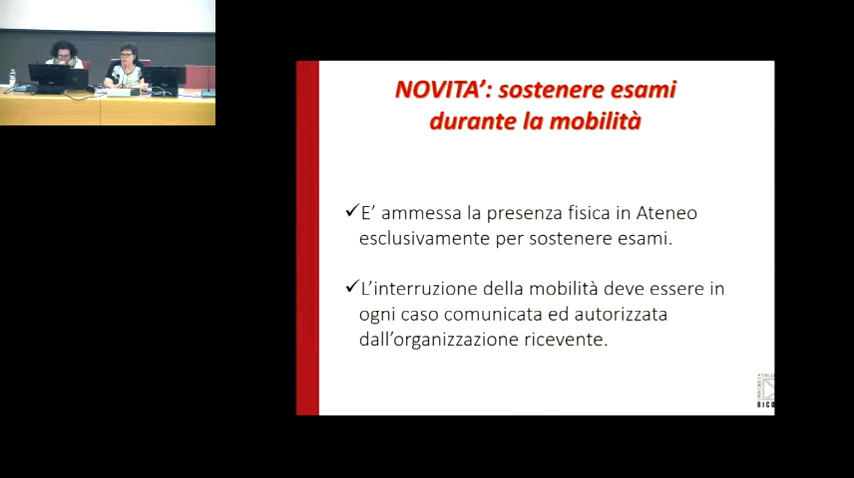 NOVITA’: sostenere esami
durante la mobilità
✓E’ ammessa la presenza fisica in Ateneo
esclusivamente per sostenere esami.
✓L’interruzione della mobilità deve essere in
ogni caso comunicata ed autorizzata
dall’organizzazione ricevente.
BICO